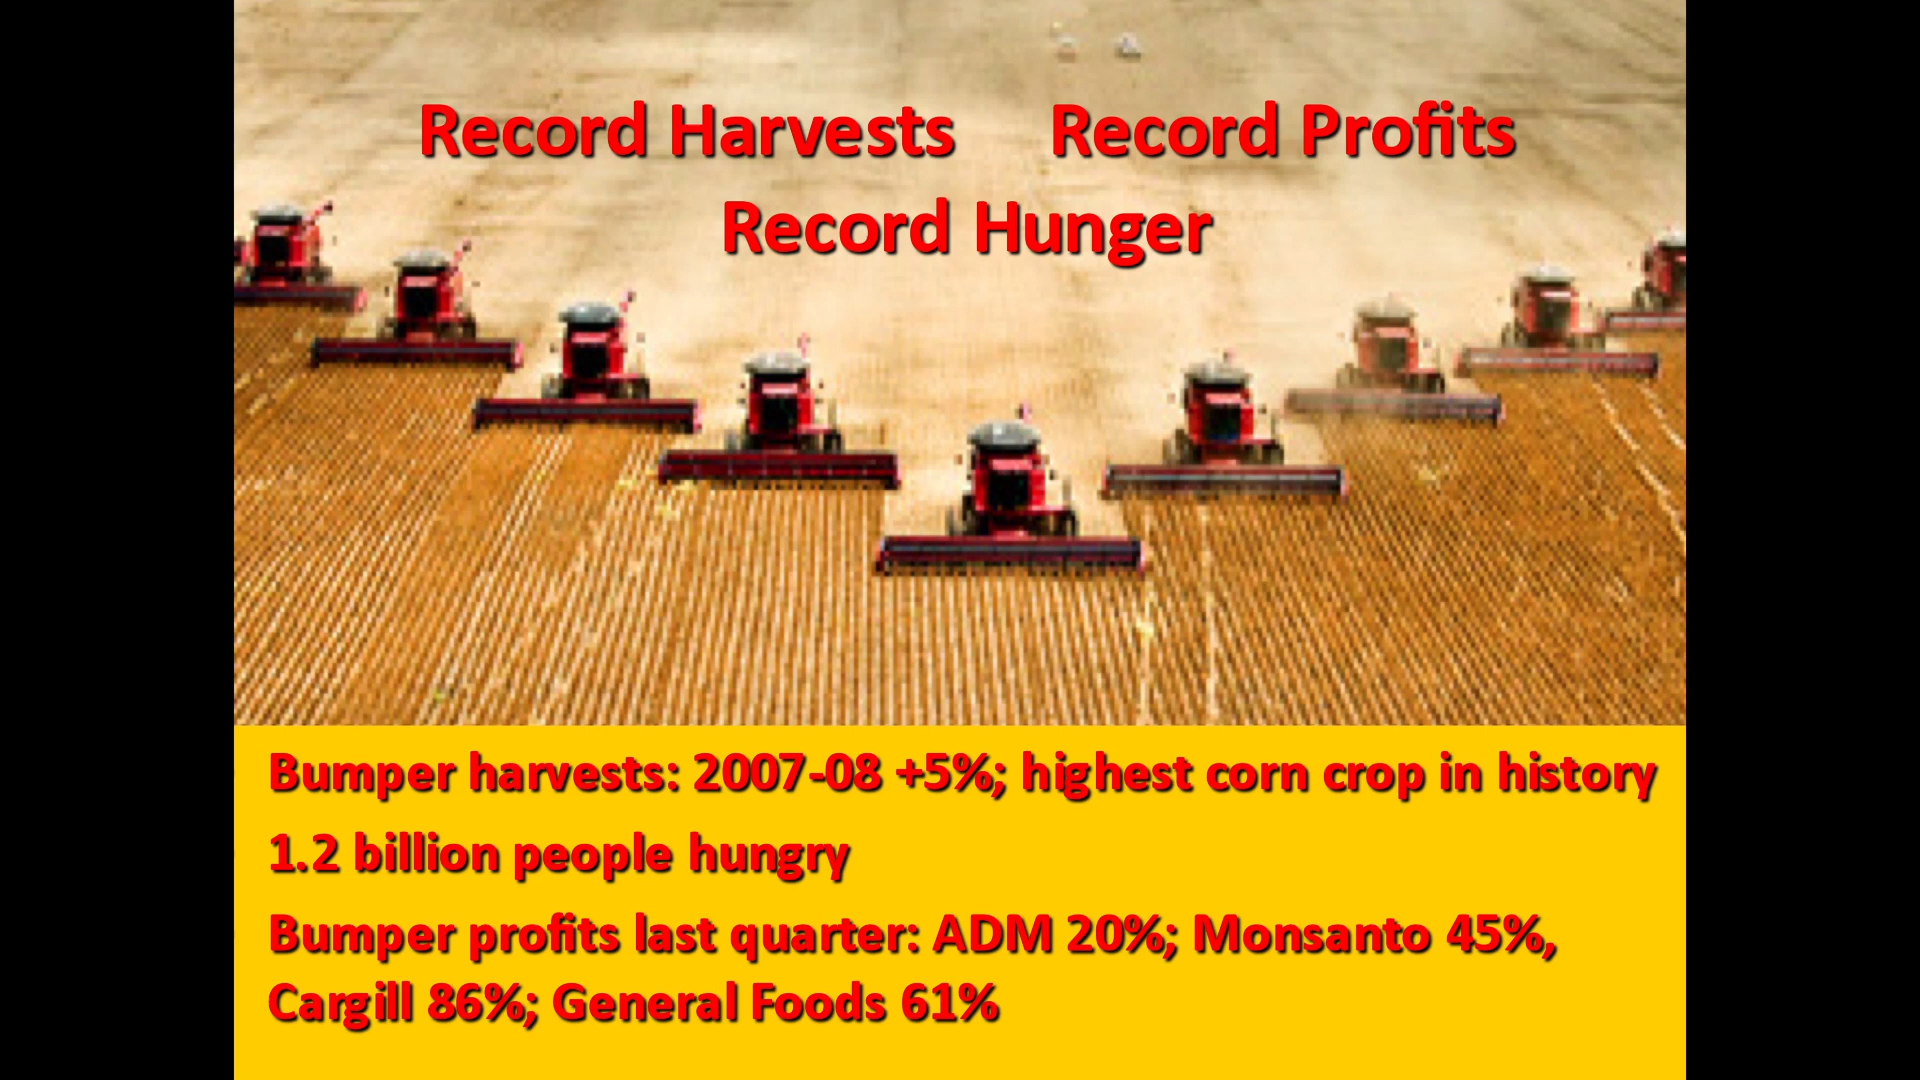 Record Harvests Record Profits
Record Hunger
Bumper harvests: 2007-08 +5%; highest corn crop in history
1.2 billion people hungry
Bumper profits last quarter: ADM 20%; Monsanto 45%,
Cargill 86%; General Foods 61%